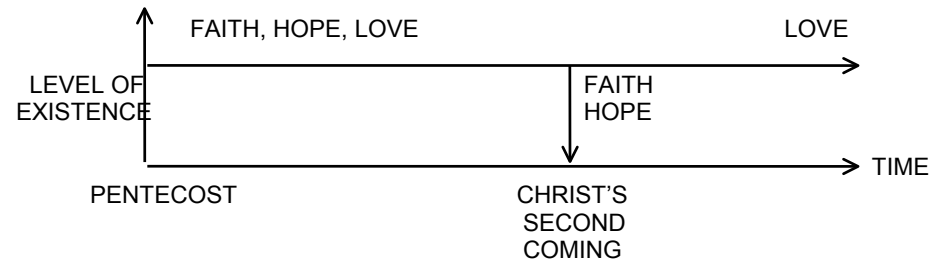 FAITH, HOPE, LOVE
LOVE
LEVEL OF
EXISTENCE
FAITH
HOPE
TIME
PENTECOST
CHRIST'S
SECOND
COMING